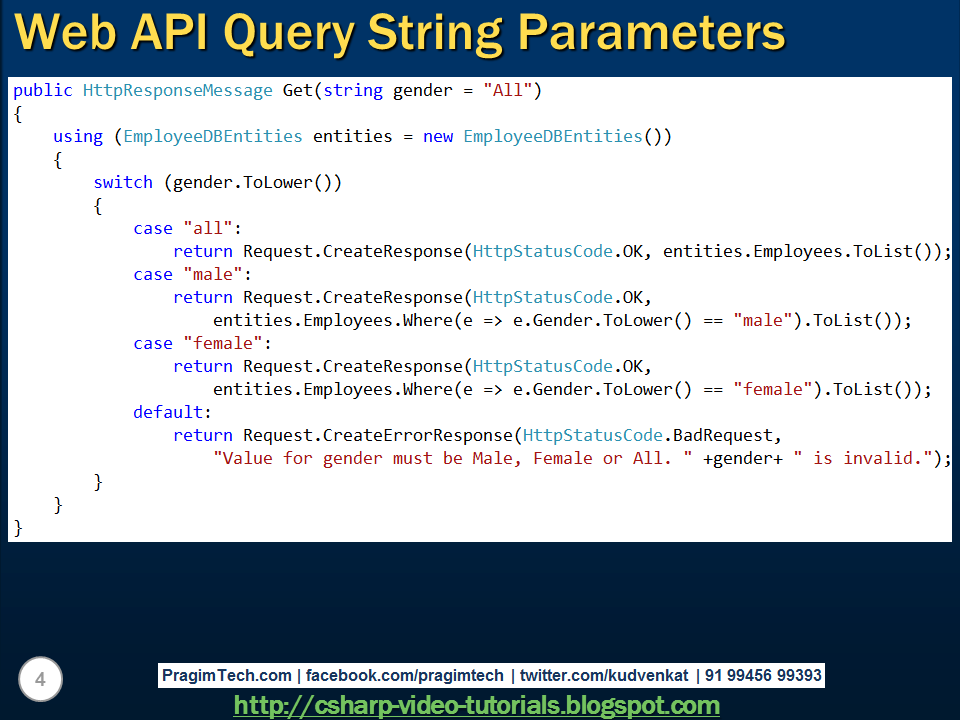 Web API Query String Parameters
public HttpResponseMessage Get(string gender = "All")
{
    using (EmployeeDBEntities entities = new EmployeeDBEntities())
    {
        switch (gender.ToLower())
        {
            case "all":
                return Request.CreateResponse(HttpStatusCode.OK, entities.Employees.ToList());
            case "male":
                return Request.CreateResponse(HttpStatusCode.OK,
                    entities.Employees.Where(e => e.Gender.ToLower() == "male").ToList());
            case "female":
                return Request.CreateResponse(HttpStatusCode.OK,
                    entities.Employees.Where(e => e.Gender.ToLower() == "female").ToList());
            default:
                return Request.CreateErrorResponse(HttpStatusCode.BadRequest,
                    "Value for gender must be Male, Female or All. " +gender+ " is invalid.");
        }
    }
}
4
PragimTech.com | facebook.com/pragimtech | twitter.com/kudvenkat | 91 99456 99393
http://csharp-video-tutorials.blogspot.com